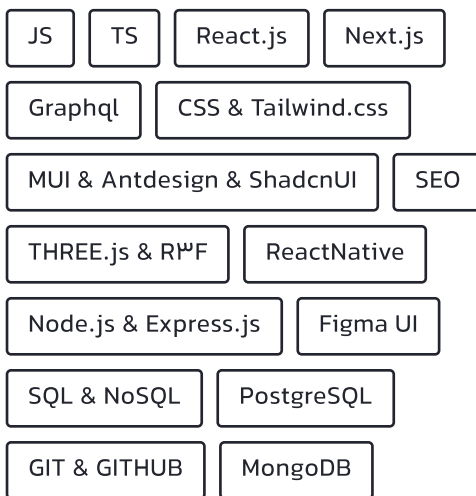 JS TS React.js Next.js
Graphql CSS & Tailwind.css
MUI & Antdesign & ShadcnUI SEO
THREE.js & R۳F ReactNative
Node.js & Express.js Figma UI
SQL & NoSQL PostgreSQL
GIT & GITHUB MongoDB